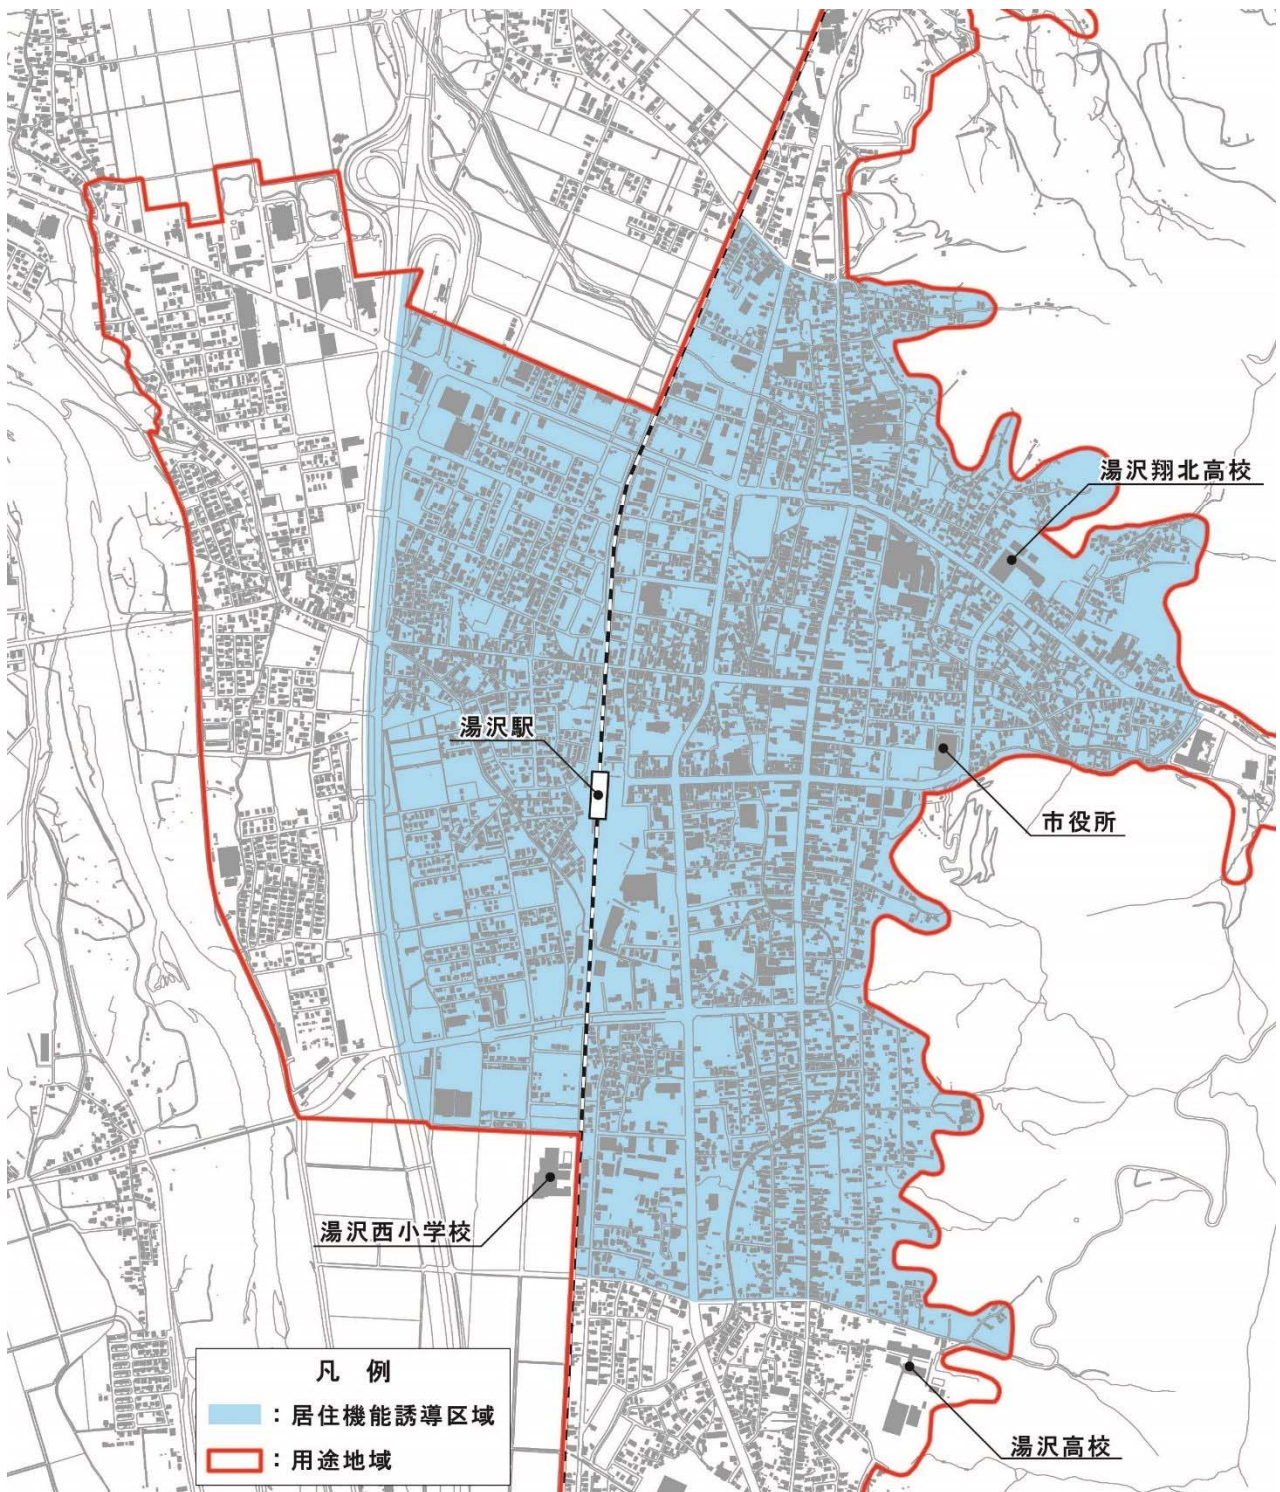 湯沢翔北高校
湯沢駅
市役所
湯沢西小学校
凡 例
：居住機能誘導区域
：用途地域
湯沢高校